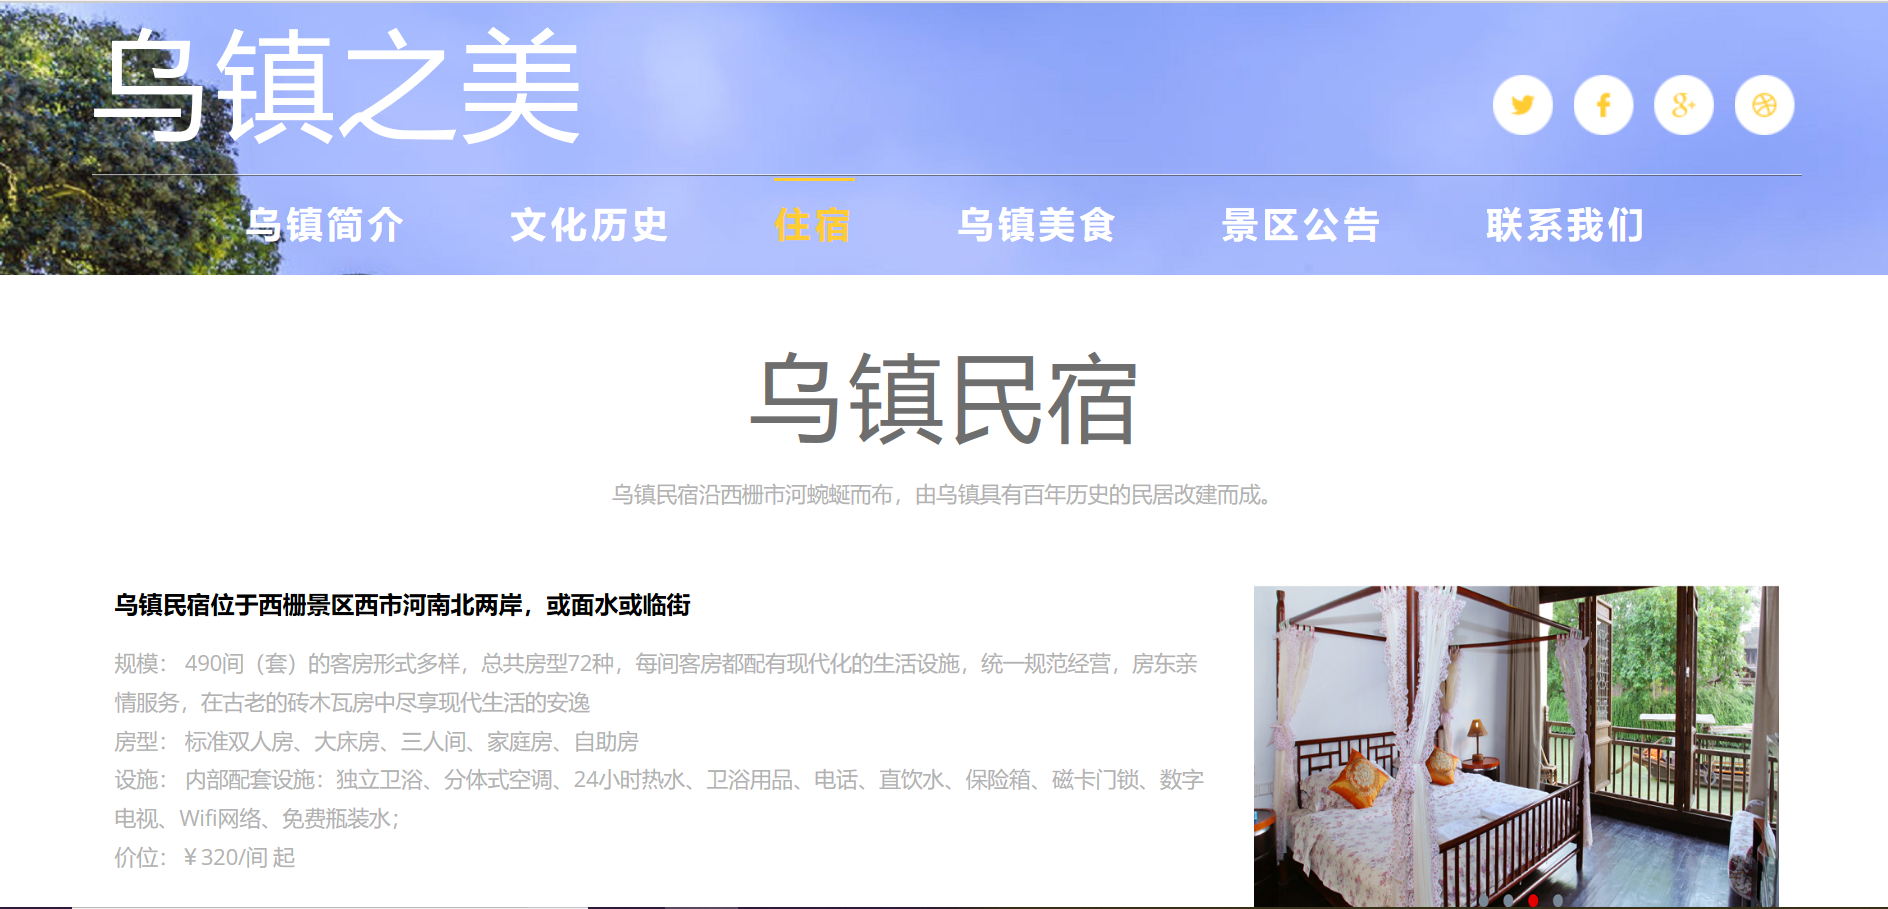 乌镇之美
乌镇简介 文化历史 住宿 乌镇美食 景区公告 联系我们
乌镇民宿
乌镇民宿沿西栅市河蜿蜒而布，由乌镇具有百年历史的民居改建而成。
乌镇民宿位于西栅景区西市河南北两岸，或面水或临街
规模： 490间（套）的客房形式多样，总共房型72种，每间客房都配有现代化的生活设施，统一规范经营，房东亲
情服务，在古老的砖木瓦房中尽享现代生活的安逸
房型： 标准双人房、大床房、三人间、家庭房、自助房
设施： 内部配套设施：独立卫浴、分体式空调、24小时热水、卫浴用品、电话、直饮水、保险箱、磁卡门锁、数字
电视、Wifi网络、免费瓶装水；
价位：￥320/间 起